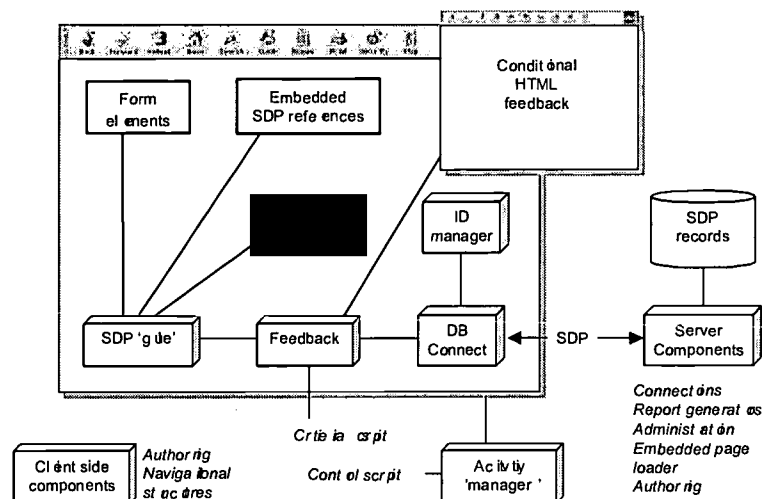 Conditional
HTML
feedback
Form
elements
Embedded
SDP references
ID
manager
SDP
records
SDP 'glue'
Feedback
DB
Connect
SDP
Server
Components
Connections
Report generators
Administration
Embedded page
loader
Authoring
Criteria script
Control script
Activity
'manager'
Client side
components
Authoring
Navigational
structures